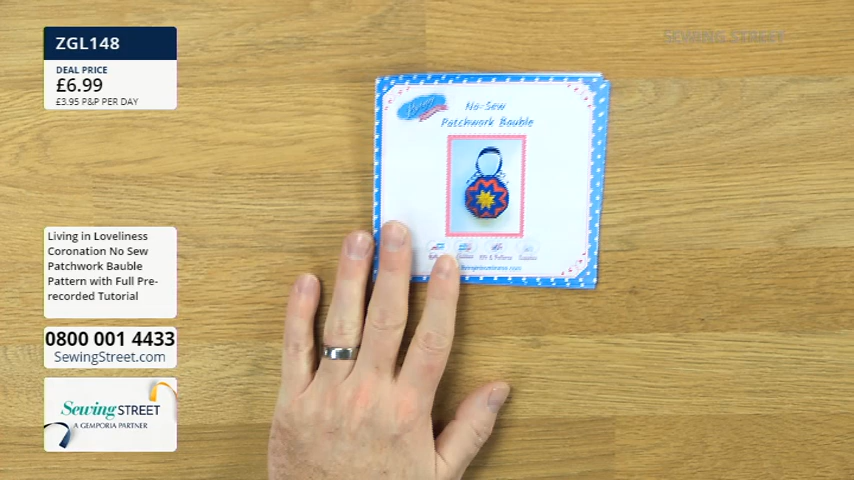 ZGL148
DEAL PRICE
£6.99
£3.95 P&P PER DAY
SEWING STREET
No-Sew
Patchwork Bauble
Living in Loveliness
Coronation No Sew
Patchwork Bauble
Pattern with Full Pre-
recorded Tutorial
0800 001 4433
SewingStreet.com
Sewing STREET
A GEMPORIA PARTNER